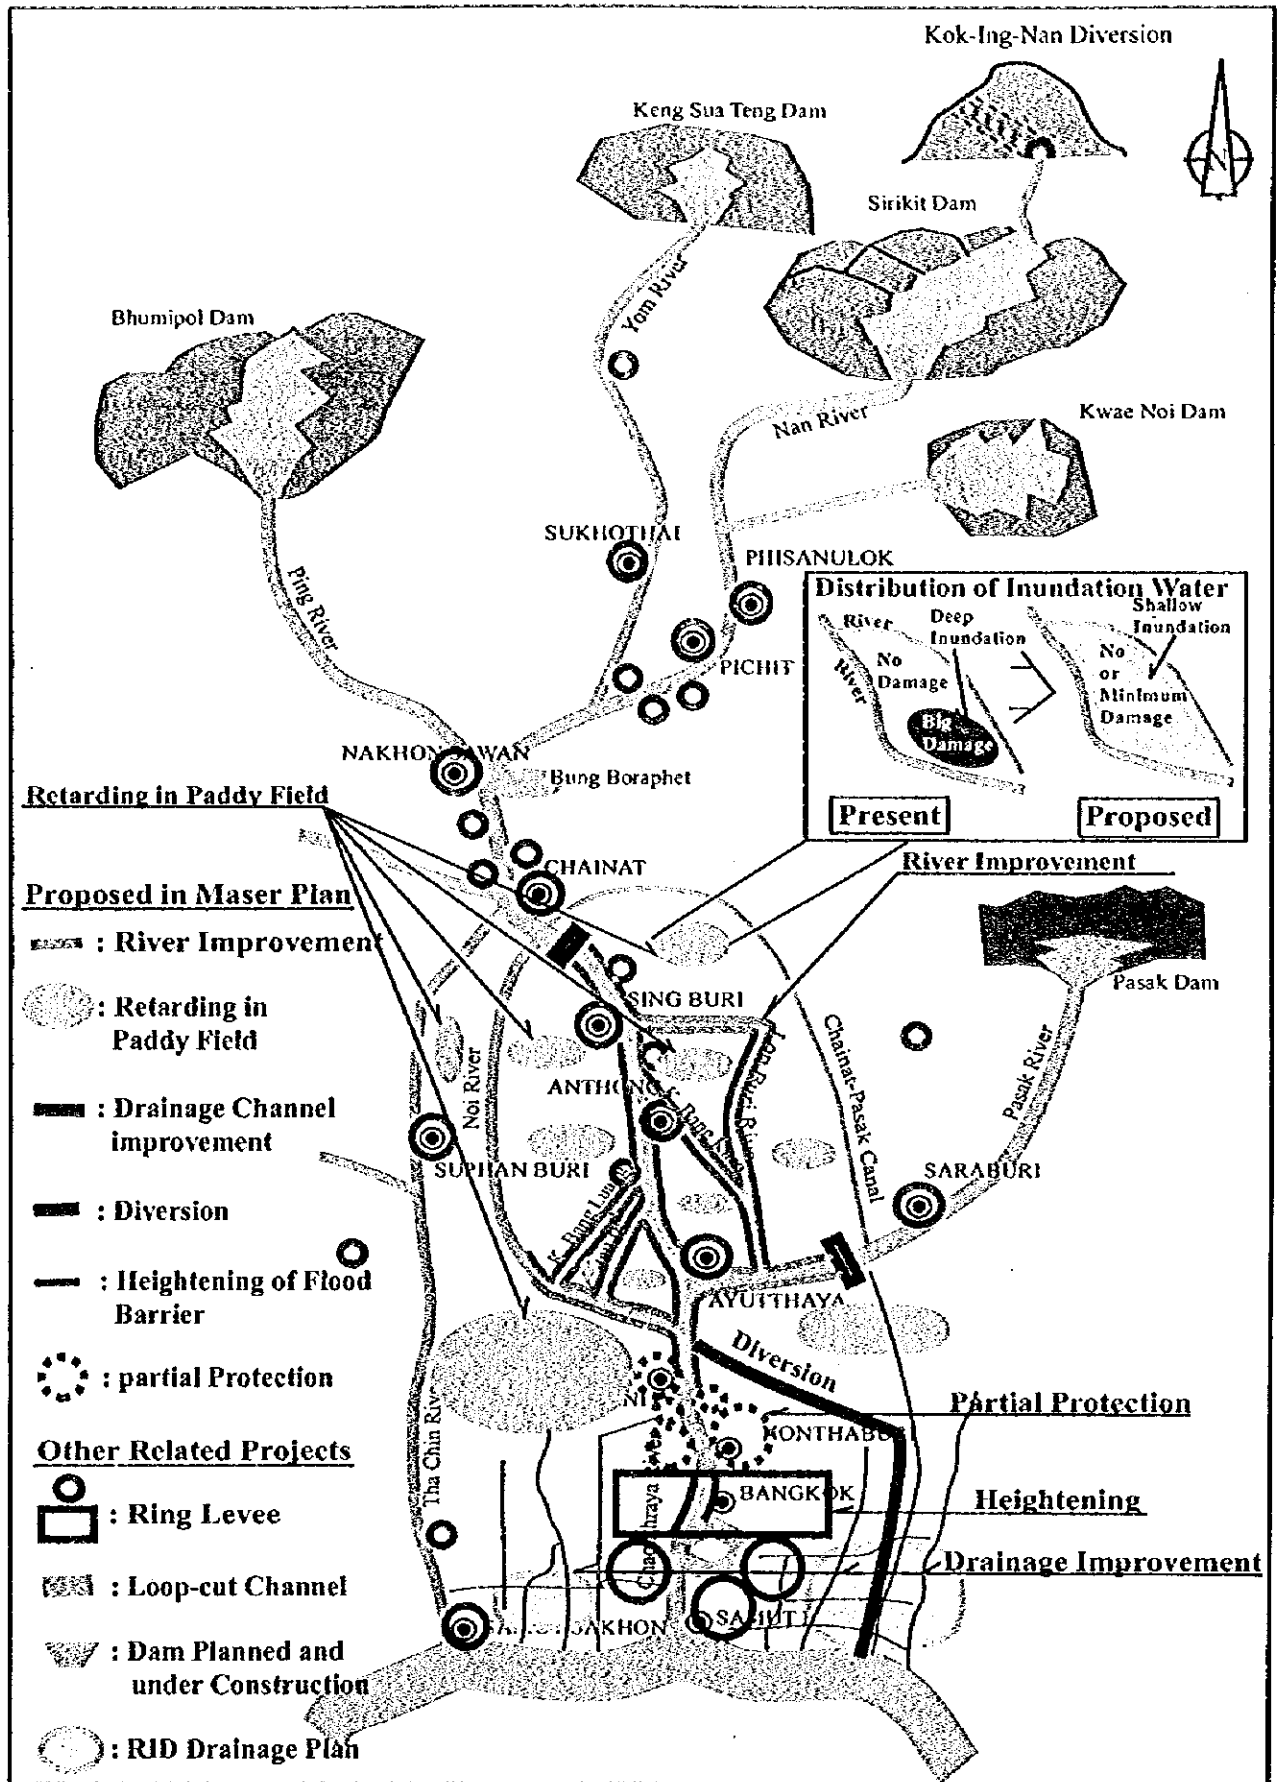 Kok-Ing-Nan Diversion
Keng Sua Teng Dam
N
Sirikit Dam
Yom River
Bhumipol Dam
Nan River
Kwae Noi Dam
SUKHOTHAI
PHISANULOK
Ping River
Distribution of Inundation Water
River
Deep
Inundation
Shallow
Inundation
River
No
Damage
No
or
Minimum
Damage
Big
Damage
Present
Proposed
PICHIT
NAKHON SAWAN
Bung Boraphet
Retarding in Paddy Field
CHAINAT
River Improvement
Proposed in Maser Plan
: River Improvement
: Retarding in
Paddy Field
: Drainage Channel
improvement
: Diversion
: Heightening of Flood
Barrier
: partial Protection
Other Related Projects
: Ring Levee
: Loop-cut Channel
: Dam Planned and
under Construction
: RID Drainage Plan
Pasak Dam
SING BURI
Noi River
Chainat-Pasak Canal
Pasak River
ANTHONG
SUPHAN BURI
SARABURI
AYUTTHAYA
Diversion
Partial Protection
Tha Chin River
BANGKOK
Heightening
Drainage Improvement